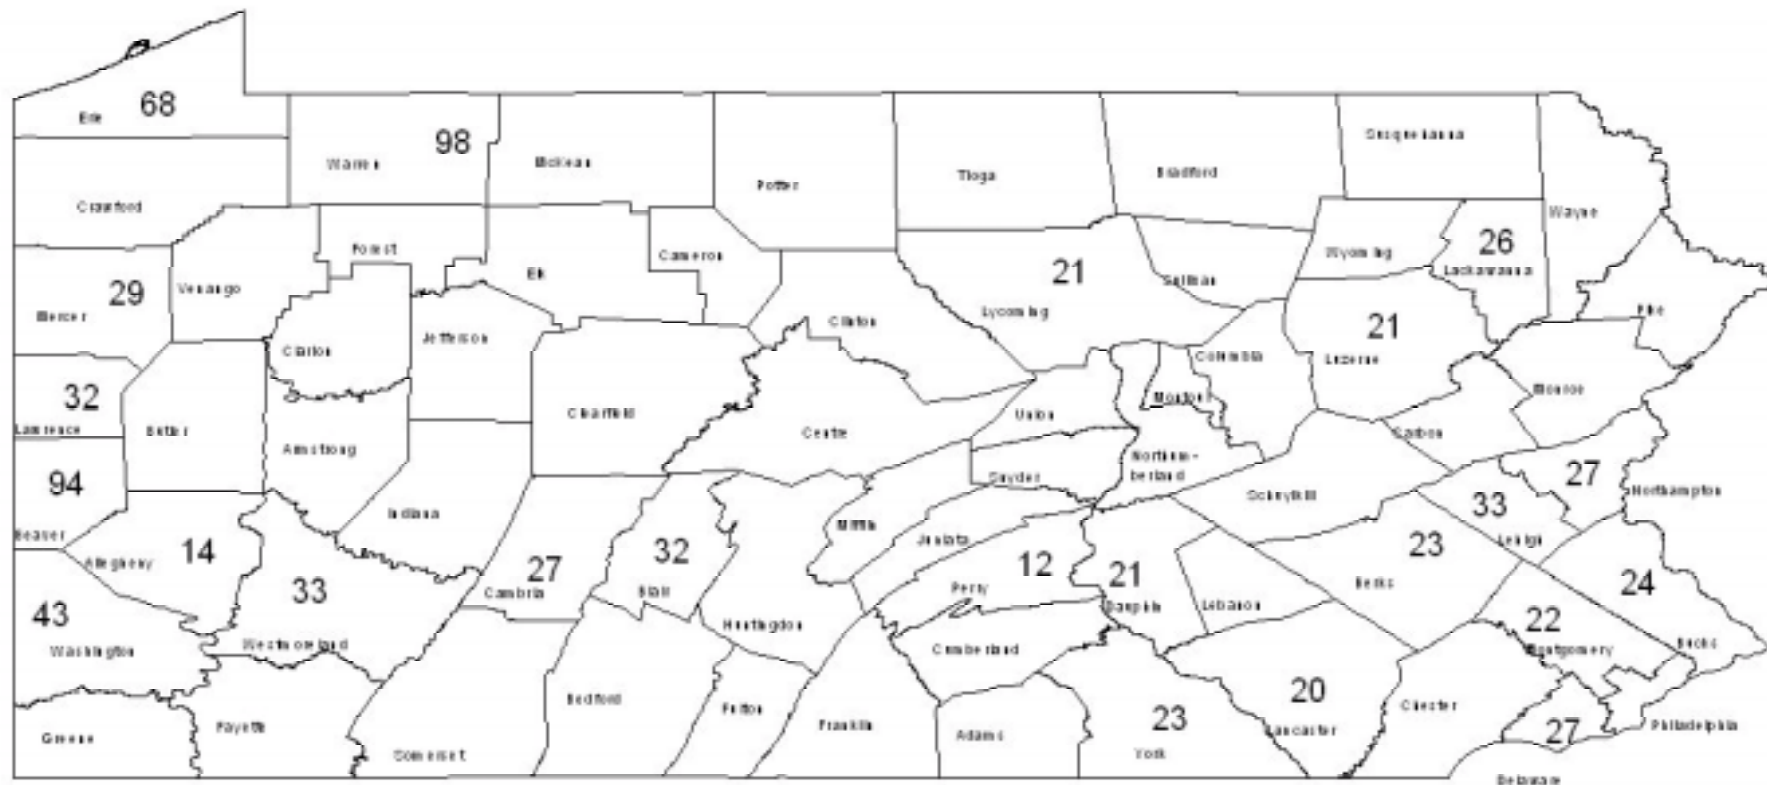 68
Erie
98
Warren
McKean
Potter
Tioga
Bradford
Susquehanna
Crawford
Wayne
Forest
Cameron
Wyoming
26
Lackawanna
29
Mercer
Venango
Elk
21
Lycoming
Sullivan
Pike
Clinton
21
Luzerne
Clarion
Jefferson
Columbia
32
Lawrence
Butler
Armstrong
Clearfield
Centre
Union
Montour
Monroe
Carbon
94
Beaver
Indiana
Snyder
Northum-
berland
Schuylkill
27
Northampton
33
Lehigh
Mifflin
Juniata
14
Allegheny
33
Westmoreland
27
Cambria
32
Blair
12
Perry
21
Dauphin
Lebanon
23
Berks
24
Bucks
43
Washington
Huntingdon
Cumberland
22
Montgomery
Greene
Fayette
Somerset
Bedford
Fulton
Franklin
Adams
23
York
20
Lancaster
Chester
27
Delaware
Philadelphia